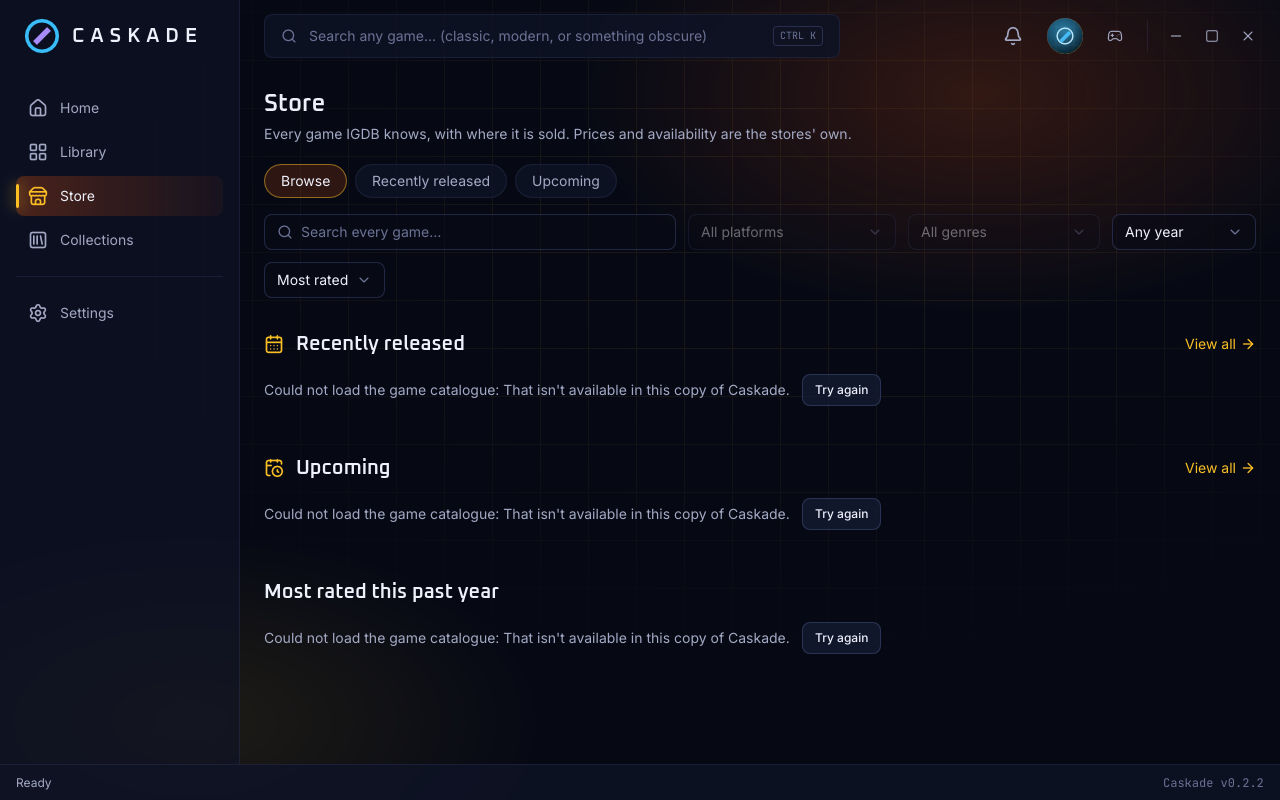 CASKADE
Search any game... (classic, modern, or something obscure)
CTRL K
Home
Library
Store
Collections
Settings
Store
Every game IGDB knows, with where it is sold. Prices and availability are the stores' own.
Browse
Recently released
Upcoming
Search every game...
All platforms
All genres
Any year
Most rated
Recently released
View all
Could not load the game catalogue: That isn't available in this copy of Caskade.
Try again
Upcoming
View all
Could not load the game catalogue: That isn't available in this copy of Caskade.
Try again
Most rated this past year
Could not load the game catalogue: That isn't available in this copy of Caskade.
Try again
Ready
Caskade v0.2.2